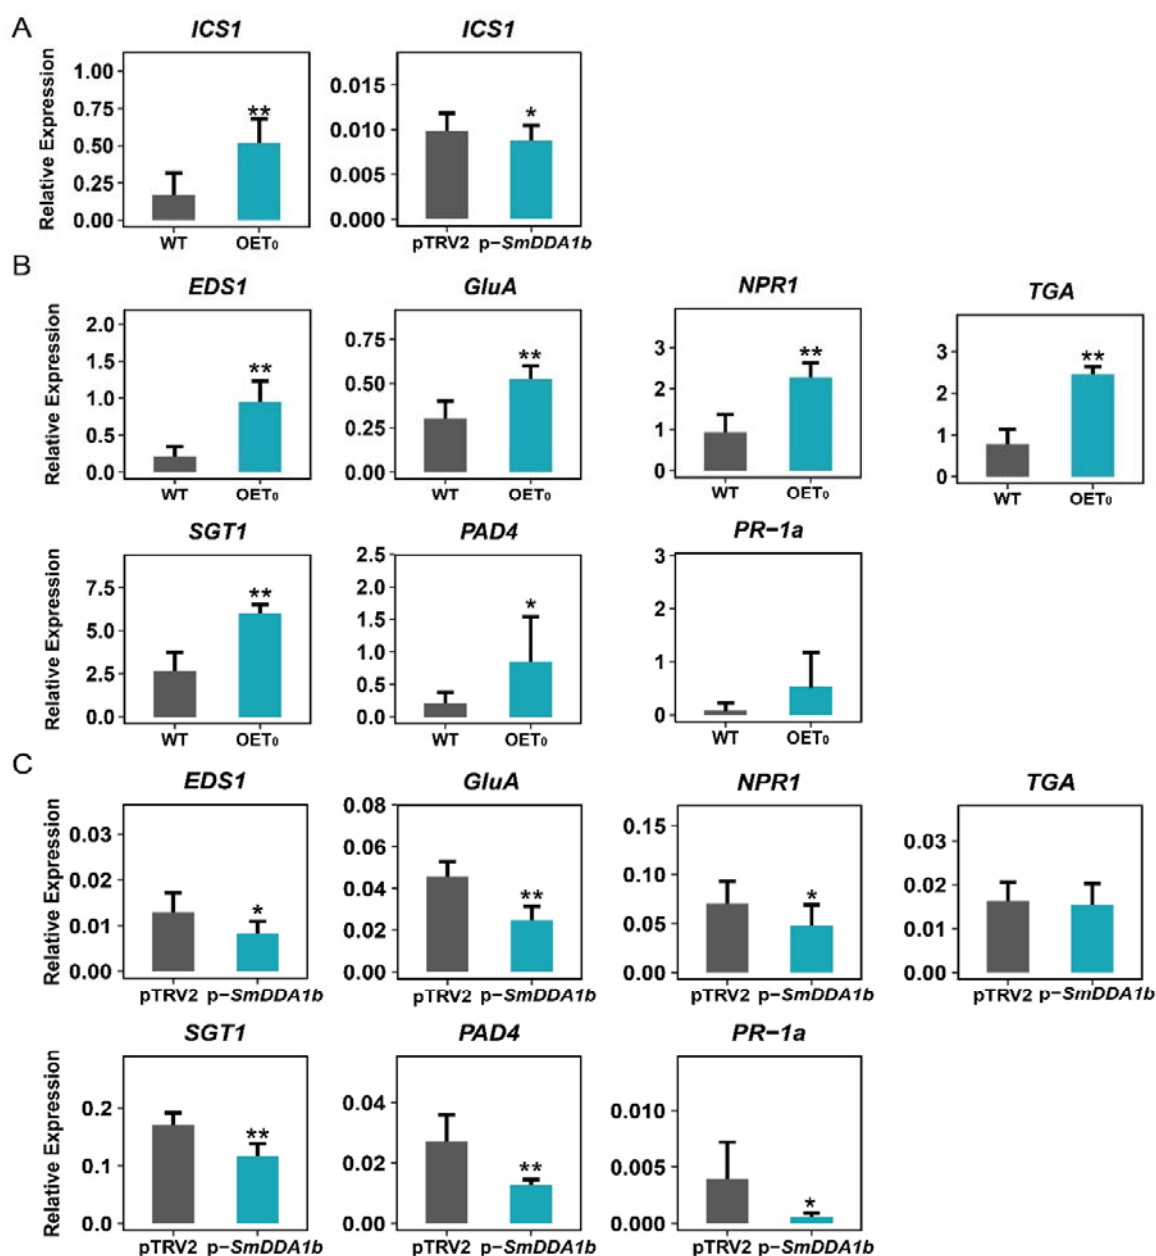 A
ICS1 ICS1
Relative Expression
1.00
0.75
0.50
0.25
0.00
**
WT OET₀
0.015
0.010
0.005
0.000
*
pTRV2 p−SmDDA1b
B
EDS1 GluA NPR1 TGA
Relative Expression
2.0
1.5
1.0
0.5
0.0
**
WT OET₀
0.75
0.50
0.25
0.00
**
WT OET₀
3
2
1
0
**
WT OET₀
3
2
1
0
**
WT OET₀
SGT1 PAD4 PR−1a
Relative Expression
7.5
5.0
2.5
0.0
**
WT OET₀
2.5
2.0
1.5
1.0
0.5
0.0
*
WT OET₀
3
2
1
0
WT OET₀
C
EDS1 GluA NPR1 TGA
Relative Expression
0.03
0.02
0.01
0.00
*
pTRV2 p−SmDDA1b
0.08
0.06
0.04
0.02
0.00
**
pTRV2 p−SmDDA1b
0.15
0.10
0.05
0.00
*
pTRV2 p−SmDDA1b
0.03
0.02
0.01
0.00
pTRV2 p−SmDDA1b
SGT1 PAD4 PR−1a
Relative Expression
0.2
0.1
0.0
**
pTRV2 p−SmDDA1b
0.04
0.02
0.00
**
pTRV2 p−SmDDA1b
0.010
0.005
0.000
*
pTRV2 p−SmDDA1b